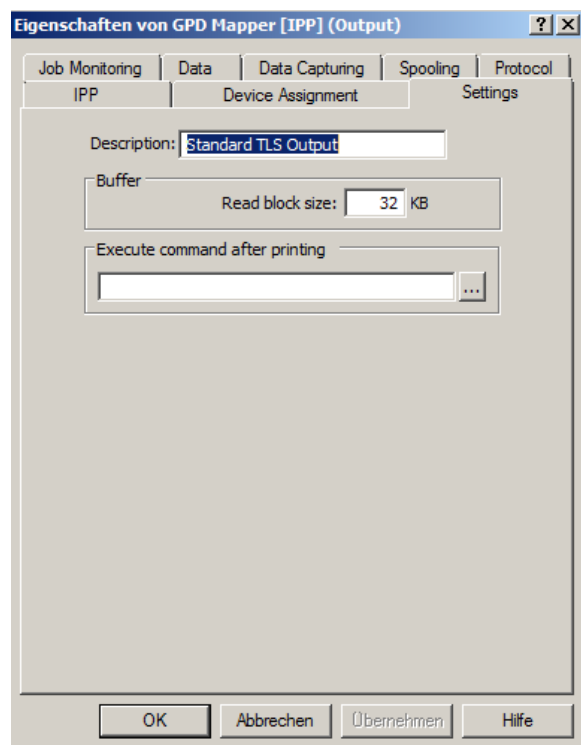 Eigenschaften von GPD Mapper [IPP] (Output)
Job Monitoring Data Data Capturing Spooling Protocol
IPP Device Assignment Settings
Description: Standard TLS Output
Buffer
Read block size: 32 KB
Execute command after printing
...
OK Abbrechen Übernehmen Hilfe